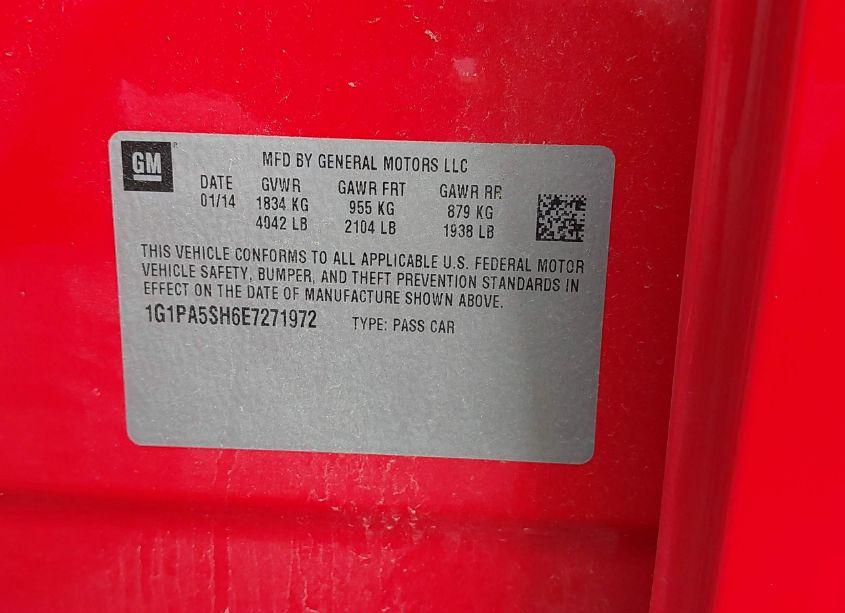 GM
MFD BY GENERAL MOTORS LLC
DATE GVWR GAWR FRT GAWR RR
01/14 1834 KG 955 KG 879 KG
4042 LB 2104 LB 1938 LB
THIS VEHICLE CONFORMS TO ALL APPLICABLE U.S. FEDERAL MOTOR
VEHICLE SAFETY, BUMPER, AND THEFT PREVENTION STANDARDS IN
EFFECT ON THE DATE OF MANUFACTURE SHOWN ABOVE.
1G1PA5SH6E7271972 TYPE: PASS CAR